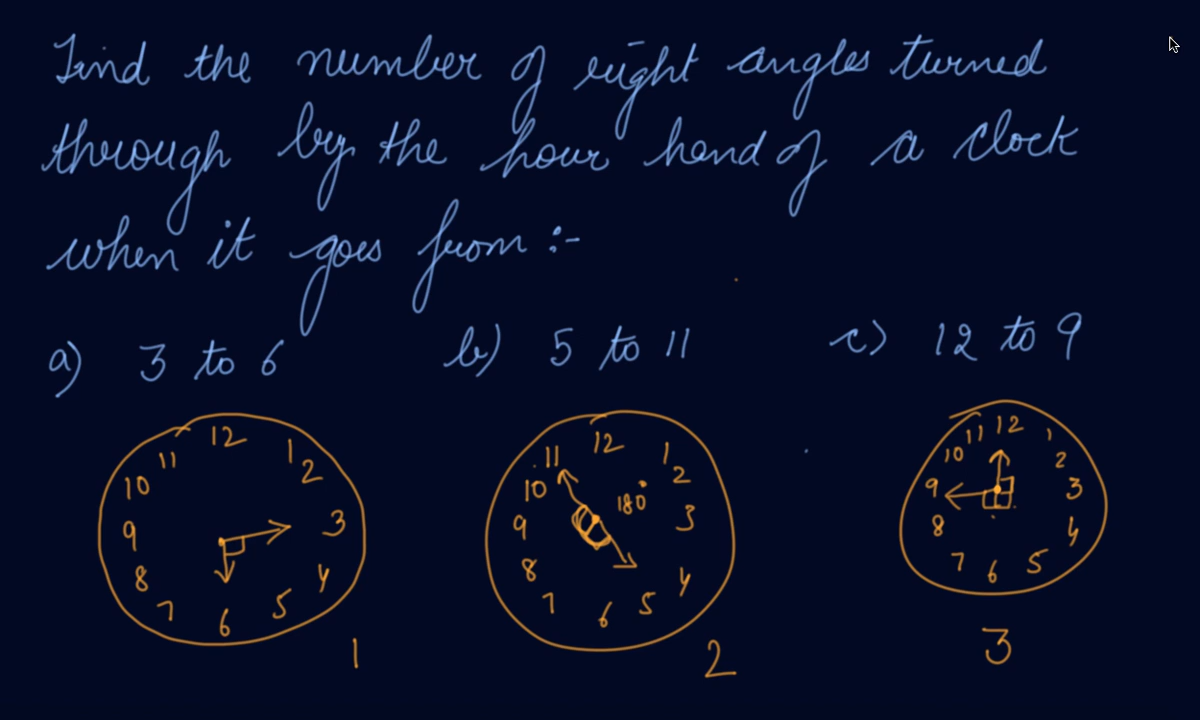 Find the number of right angles turned
through by the hour hand of a clock
when it goes from :-
a) 3 to 6 b) 5 to 11 c) 12 to 9
12 1 2 3 4 5 6 7 8 9 10 11
12 1 2 3 4 5 6 7 8 9 10 11
180°
12 1 2 3 4 5 6 7 8 9 10 11
1 2 3